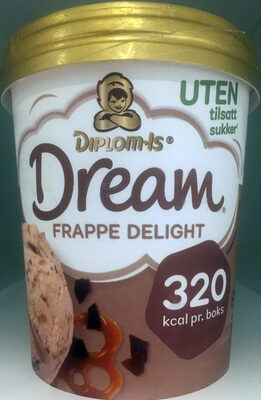 UTEN
tilsatt
sukker*
DIPLOM-IS®
Dream®
FRAPPE DELIGHT
320
kcal pr. boks